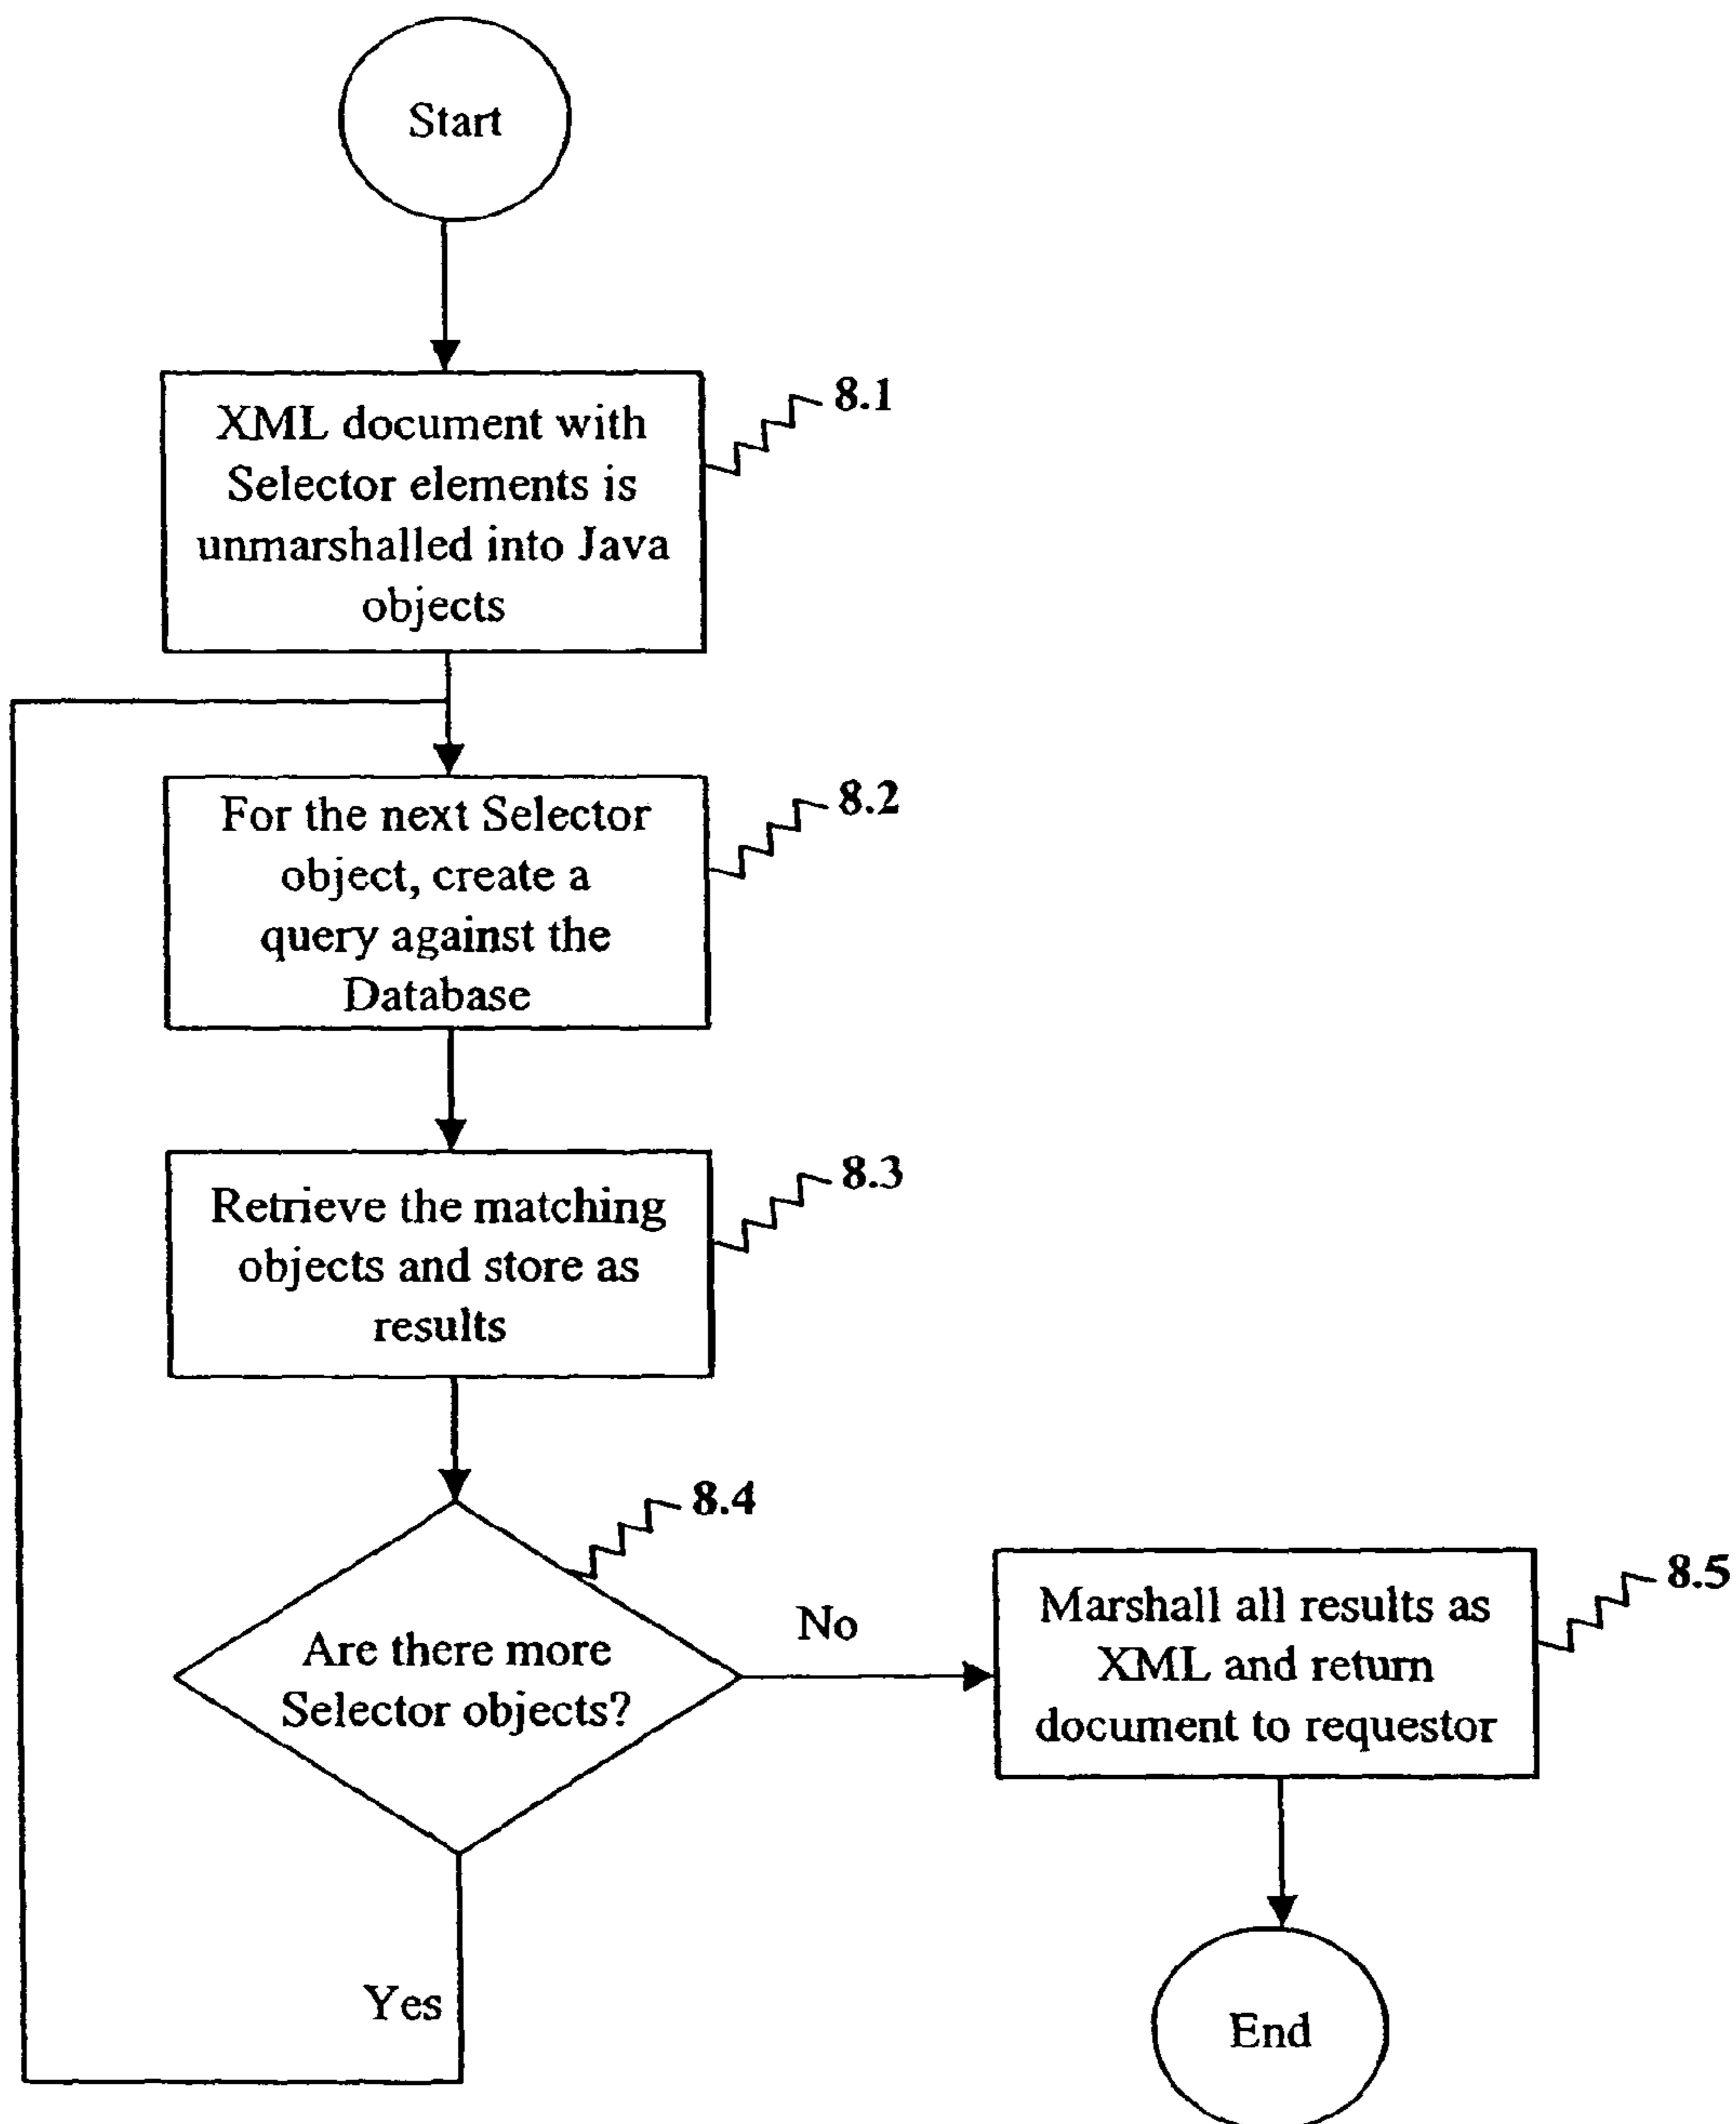 Start
XML document with
Selector elements is
unmarshalled into Java
objects
8.1
For the next Selector
object, create a
query against the
Database
8.2
Retrieve the matching
objects and store as
results
8.3
Are there more
Selector objects?
8.4
No
Yes
Marshall all results as
XML and return
document to requestor
8.5
End